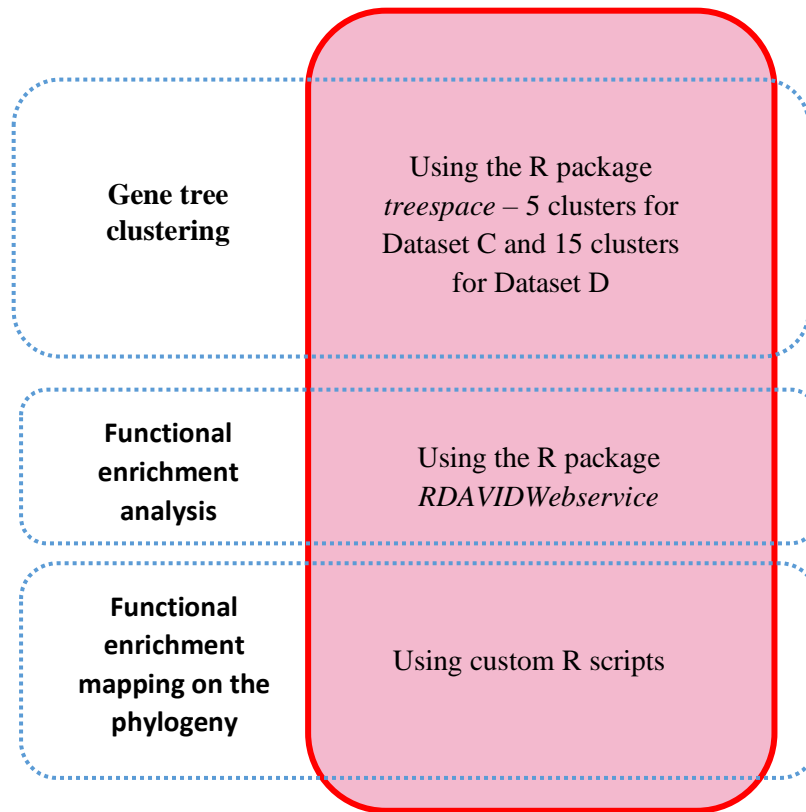 Gene tree
clustering
Using the R package
treespace – 5 clusters for
Dataset C and 15 clusters
for Dataset D
Functional
enrichment
analysis
Using the R package
RDAVIDWebservice
Functional
enrichment
mapping on the
phylogeny
Using custom R scripts